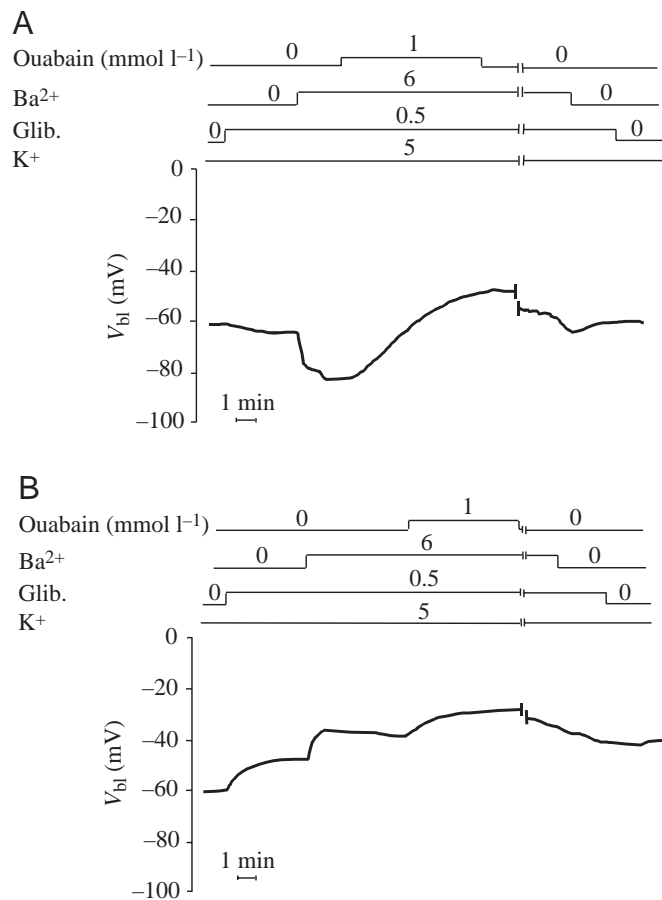 A
Ouabain (mmol l–1) 0 1 0
Ba2+ 0 6 0
Glib. 0 0.5 0
K+ 5
0
–20
–40
–60
–80
–100
Vbl (mV)
1 min
B
Ouabain (mmol l–1) 0 1 0
Ba2+ 0 6 0
Glib. 0 0.5 0
K+ 5
0
–20
–40
–60
–80
–100
Vbl (mV)
1 min